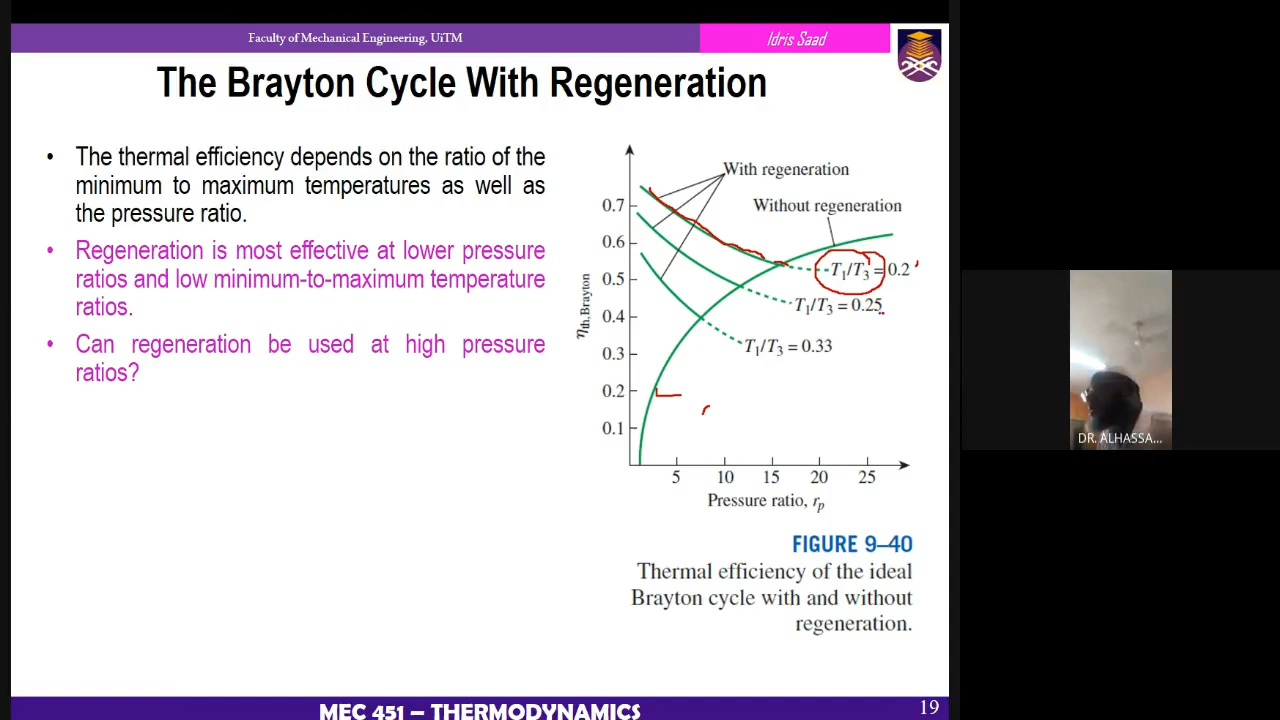 Faculty of Mechanical Engineering, UiTM
Idris Saad
The Brayton Cycle With Regeneration
• The thermal efficiency depends on the ratio of the
minimum to maximum temperatures as well as
the pressure ratio.
• Regeneration is most effective at lower pressure
ratios and low minimum-to-maximum temperature
ratios.
• Can regeneration be used at high pressure
ratios?
With regeneration
Without regeneration
0.7
0.6
0.5
0.4
0.3
0.2
0.1
ηth,Brayton
T1/T3 = 0.2
T1/T3 = 0.25
T1/T3 = 0.33
5 10 15 20 25
Pressure ratio, rp
FIGURE 9–40
Thermal efficiency of the ideal
Brayton cycle with and without
regeneration.
DR. ALHASSA...
MEC 451 – THERMODYNAMICS
19